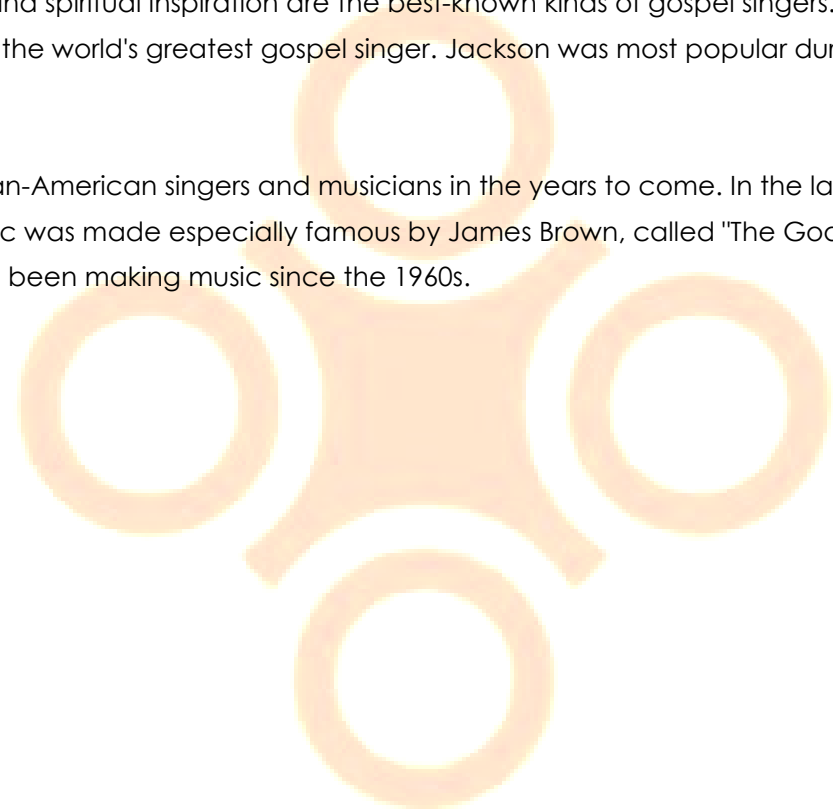 and spiritual inspiration are the best-known kinds of gospel singers.
the world's greatest gospel singer. Jackson was most popular dur
an-American singers and musicians in the years to come. In the la
c was made especially famous by James Brown, called "The Goo
been making music since the 1960s.